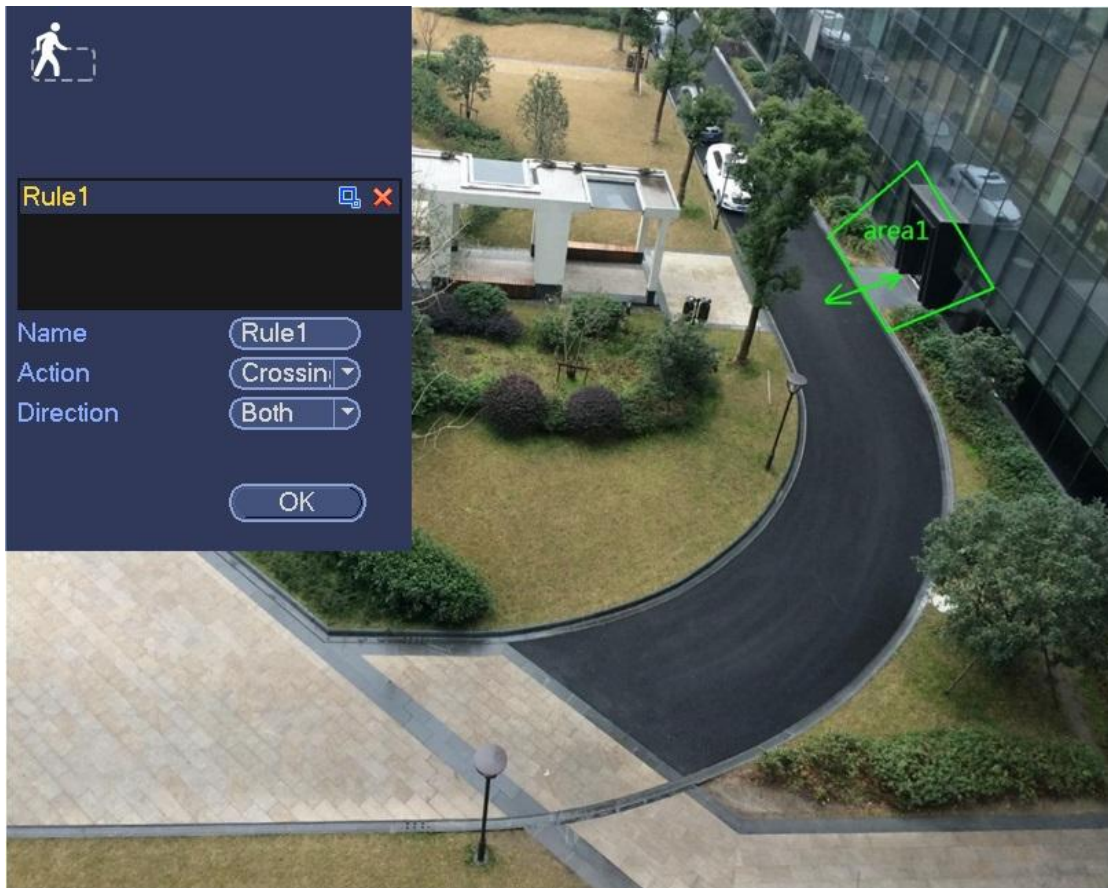 Rule1
Name Rule1
Action Crossin
Direction Both
OK
area1